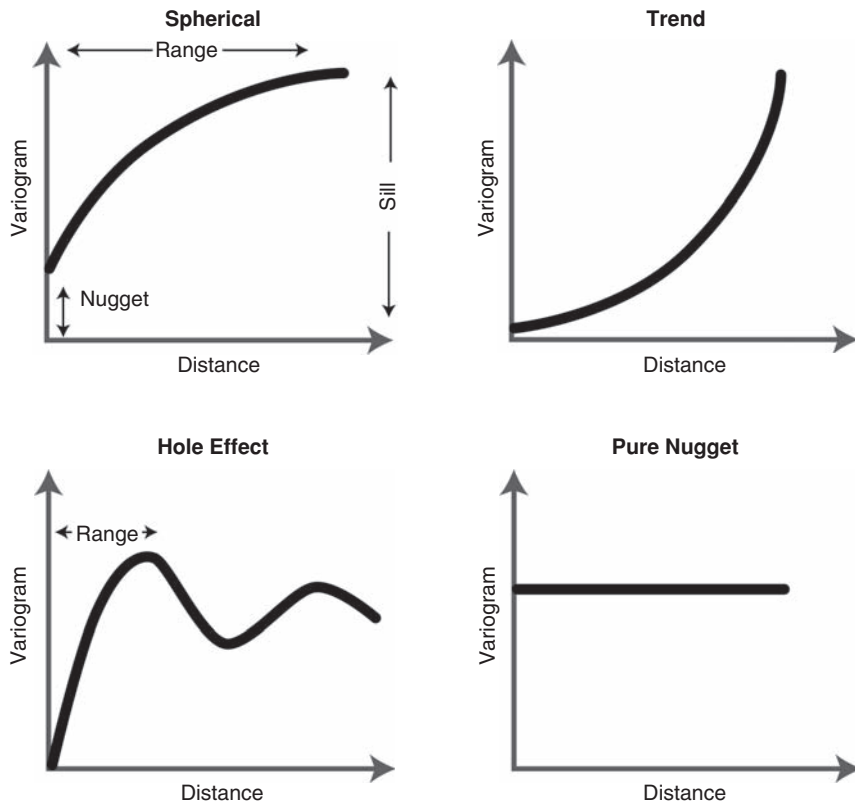 Spherical
Range
Variogram
Sill
Nugget
Distance
Trend
Variogram
Distance
Hole Effect
Range
Variogram
Distance
Pure Nugget
Variogram
Distance